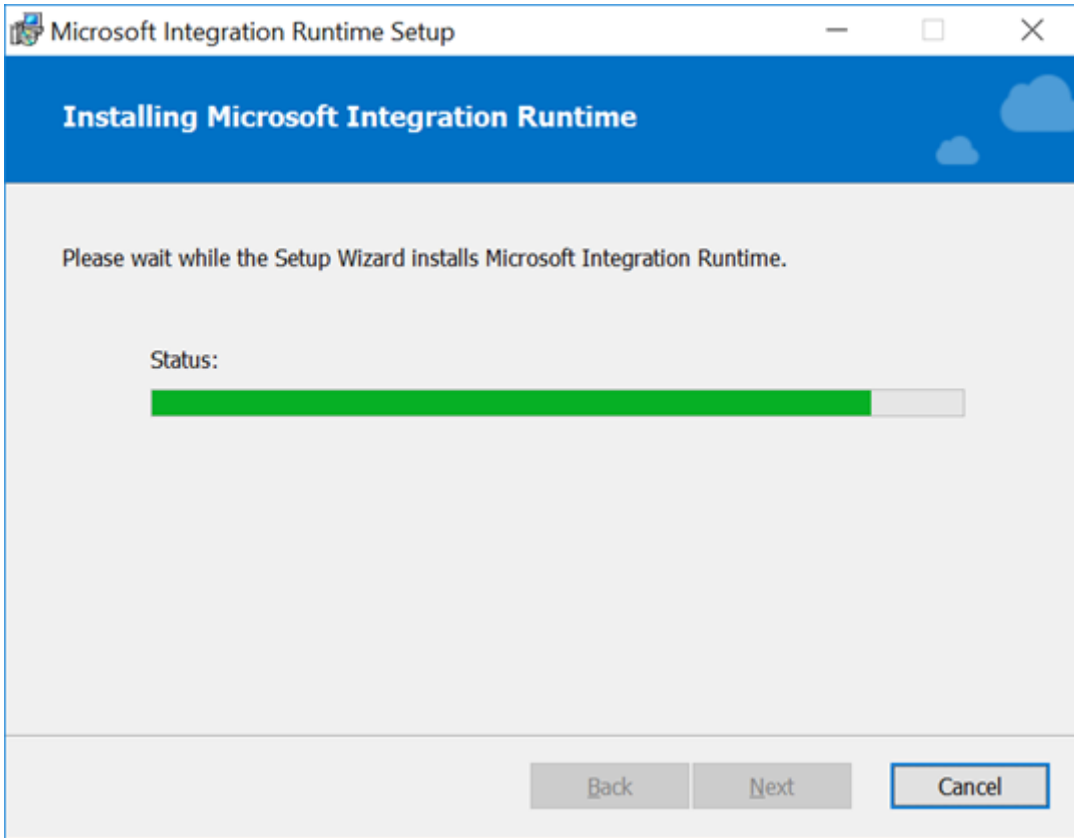 Microsoft Integration Runtime Setup
Installing Microsoft Integration Runtime
Please wait while the Setup Wizard installs Microsoft Integration Runtime.
Status:
Back Next Cancel